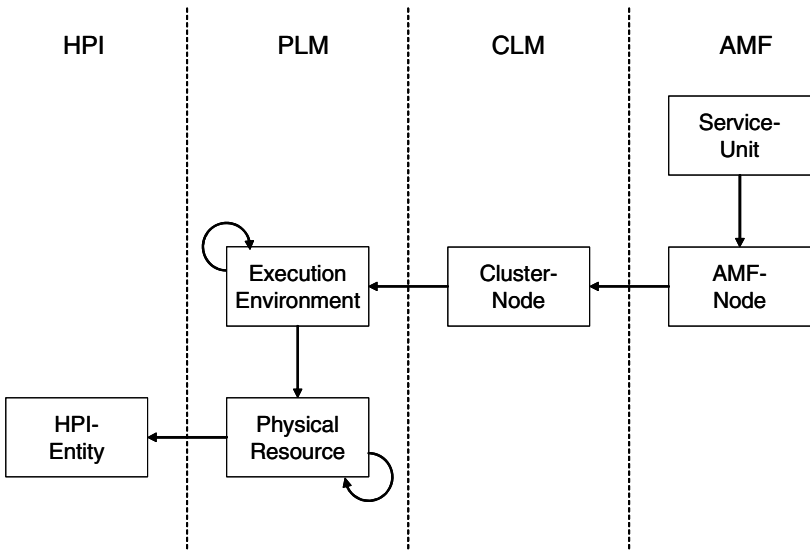 HPI
PLM
CLM
AMF
Service-
Unit
Execution
Environment
Cluster-
Node
AMF-
Node
HPI-
Entity
Physical
Resource